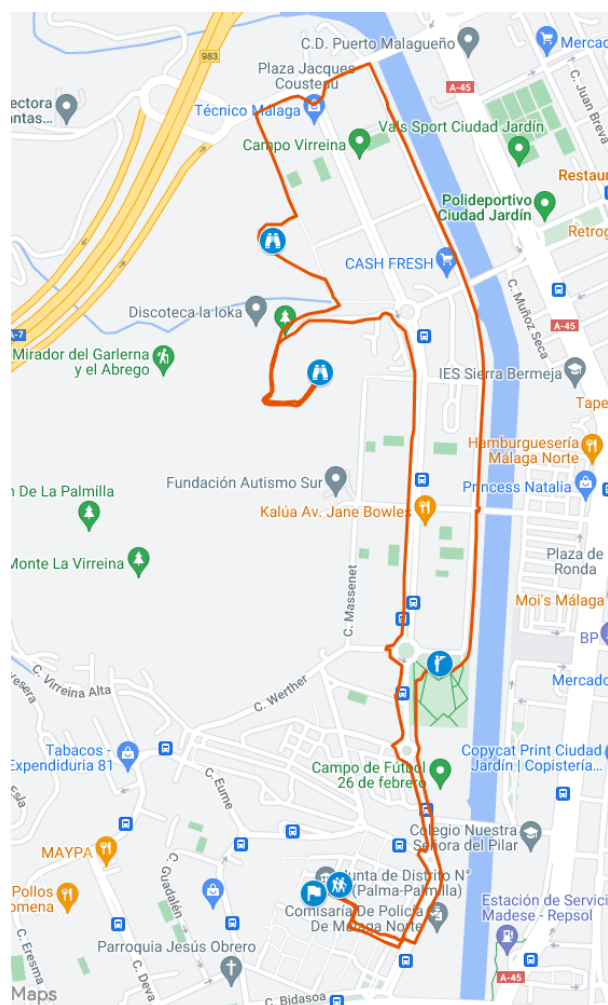 C.D. Puerto Malagueño
983
Plaza Jacques
Cousteau
Mercado
A-45
C. Juan Breva
ectora
antas...
Técnico Málaga
Vals Sport Ciudad Jardín
Campo Virreina
Restaur
Polideportivo
Ciudad Jardín
Retrog
CASH FRESH
C. Muñoz Seca
Discoteca la loka
A-45
A-7
Mirador del Garlerna
y el Abrego
IES Sierra Bermeja
Tape
Hamburguesería
Málaga Norte
Fundación Autismo Sur
n De La Palmilla
Princess Natalia
Kalúa Av. Jane Bowles
Plaza de
Ronda
Monte La Virreina
C. Massenet
Moi's Málaga
BP
C. Virreina Alta
C. Werther
Mercado
Tabacos -
Expendiduria 81
Copycat Print Ciudad
Jardín | Copistería...
Campo de Fútbol
26 de febrero
C. Eume
Esla
Colegio Nuestra
Señora del Pilar
MAYPA
C. Guadalén
Junta de Distrito N°
(Palma-Palmilla)
Pollos
omena
Comisaría De Policía
De Málaga Norte
Estación de Servici
Madese - Repsol
Parroquia Jesús Obrero
C. Eresma
C. Deva
A-45
Maps
C. Bidasoa